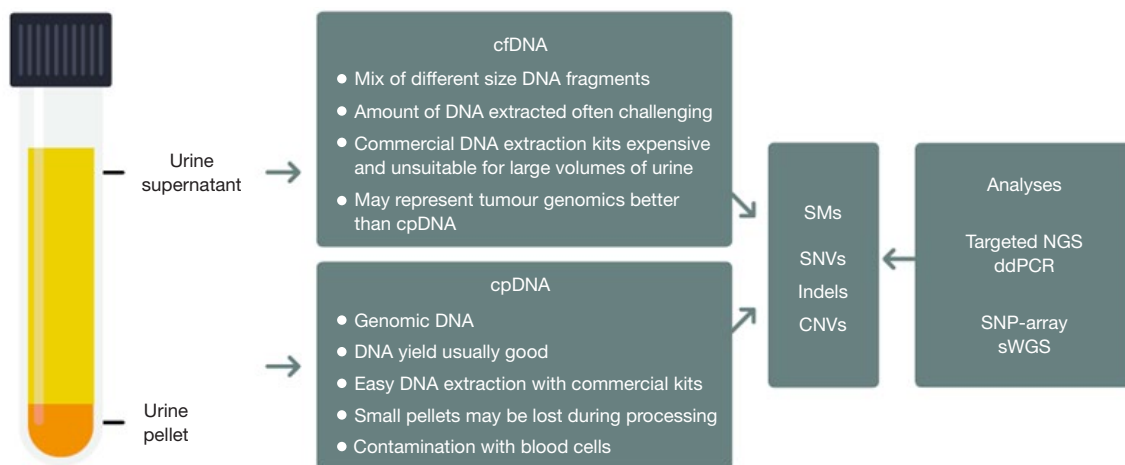 Urine
supernatant
cfDNA
● Mix of different size DNA fragments
● Amount of DNA extracted often challenging
● Commercial DNA extraction kits expensive
and unsuitable for large volumes of urine
● May represent tumour genomics better
than cpDNA
Urine
pellet
cpDNA
● Genomic DNA
● DNA yield usually good
● Easy DNA extraction with commercial kits
● Small pellets may be lost during processing
● Contamination with blood cells
SMs
SNVs
Indels
CNVs
Analyses
Targeted NGS
ddPCR
SNP-array
sWGS